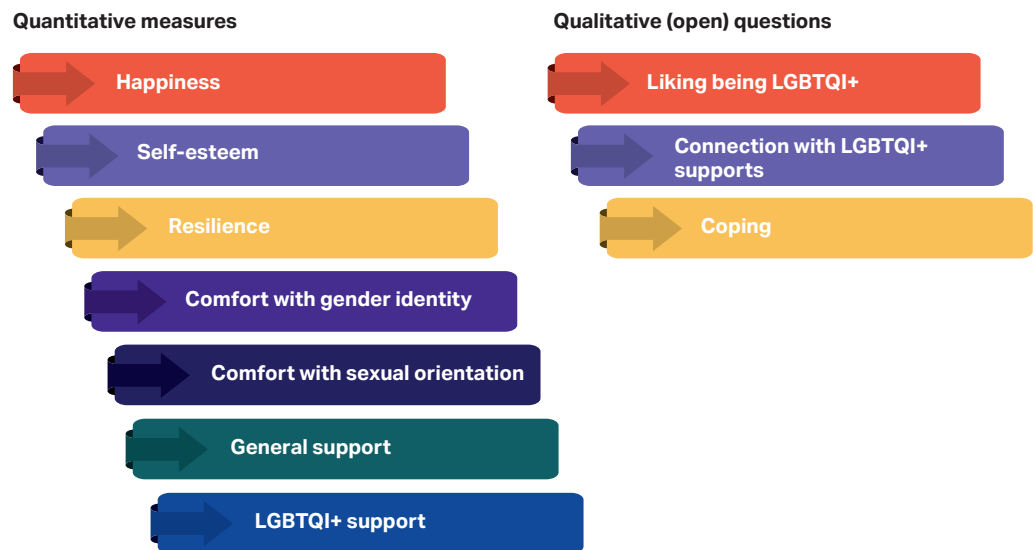 Quantitative measures
Happiness
Self-esteem
Resilience
Comfort with gender identity
Comfort with sexual orientation
General support
LGBTQI+ support
Qualitative (open) questions
Liking being LGBTQI+
Connection with LGBTQI+
supports
Coping